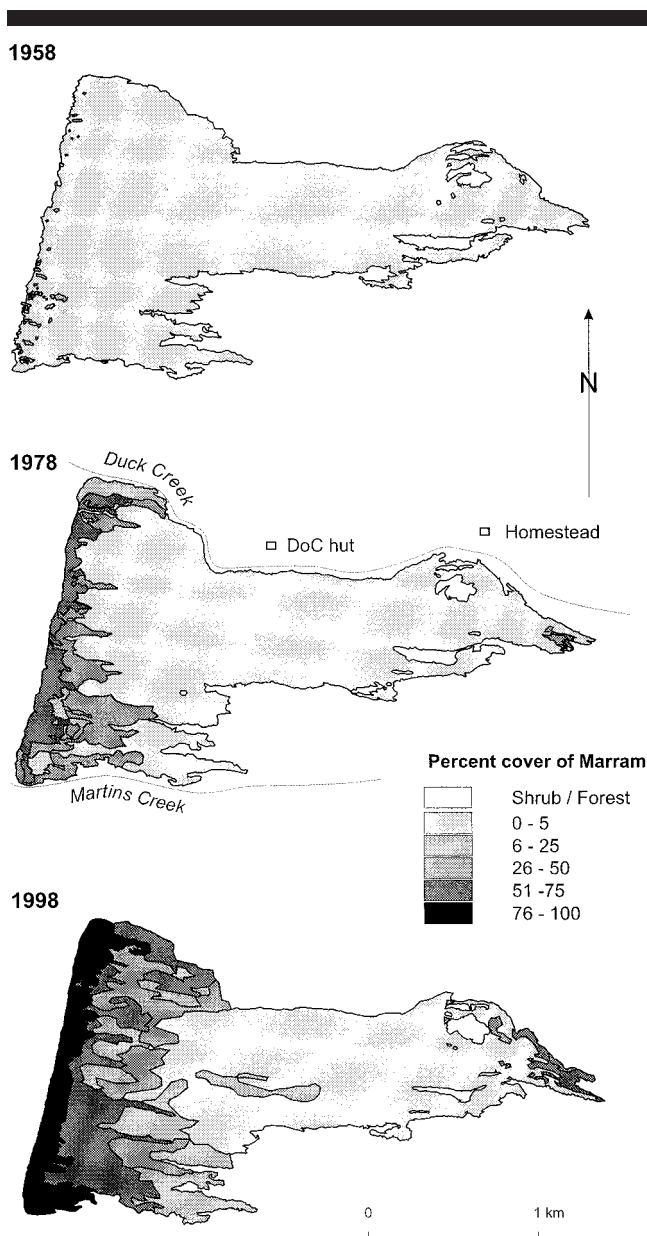 1958
N
1978
Duck Creek
DoC hut
Homestead
Martins Creek
Percent cover of Marram
Shrub / Forest
0 - 5
6 - 25
26 - 50
51 -75
76 - 100
1998
0 1 km